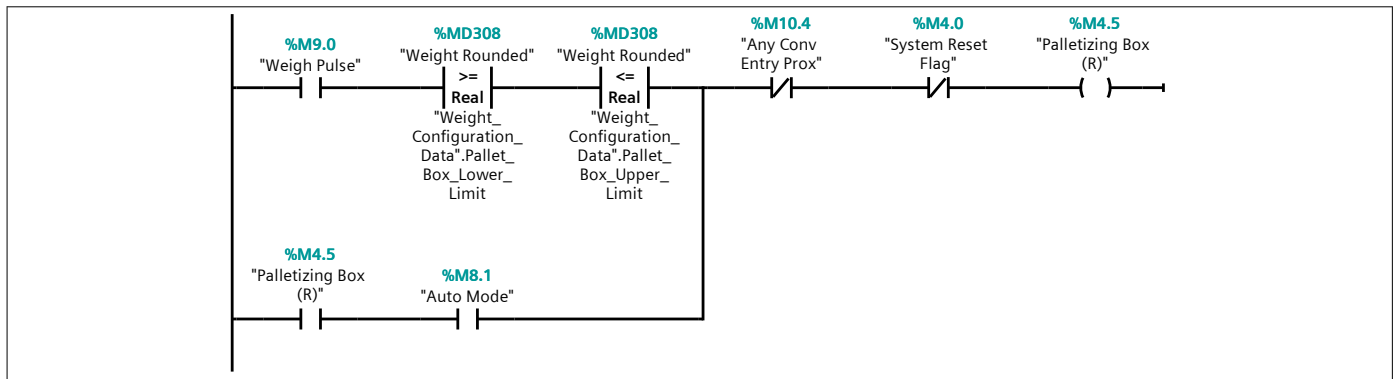 %M9.0
"Weigh Pulse"
%MD308
"Weight Rounded"
>=
Real
"Weight_
Configuration_
Data".Pallet_
Box_Lower_
Limit
%MD308
"Weight Rounded"
<=
Real
"Weight_
Configuration_
Data".Pallet_
Box_Upper_
Limit
%M10.4
"Any Conv
Entry Prox"
%M4.0
"System Reset
Flag"
%M4.5
"Palletizing Box
(R)"
%M4.5
"Palletizing Box
(R)"
%M8.1
"Auto Mode"